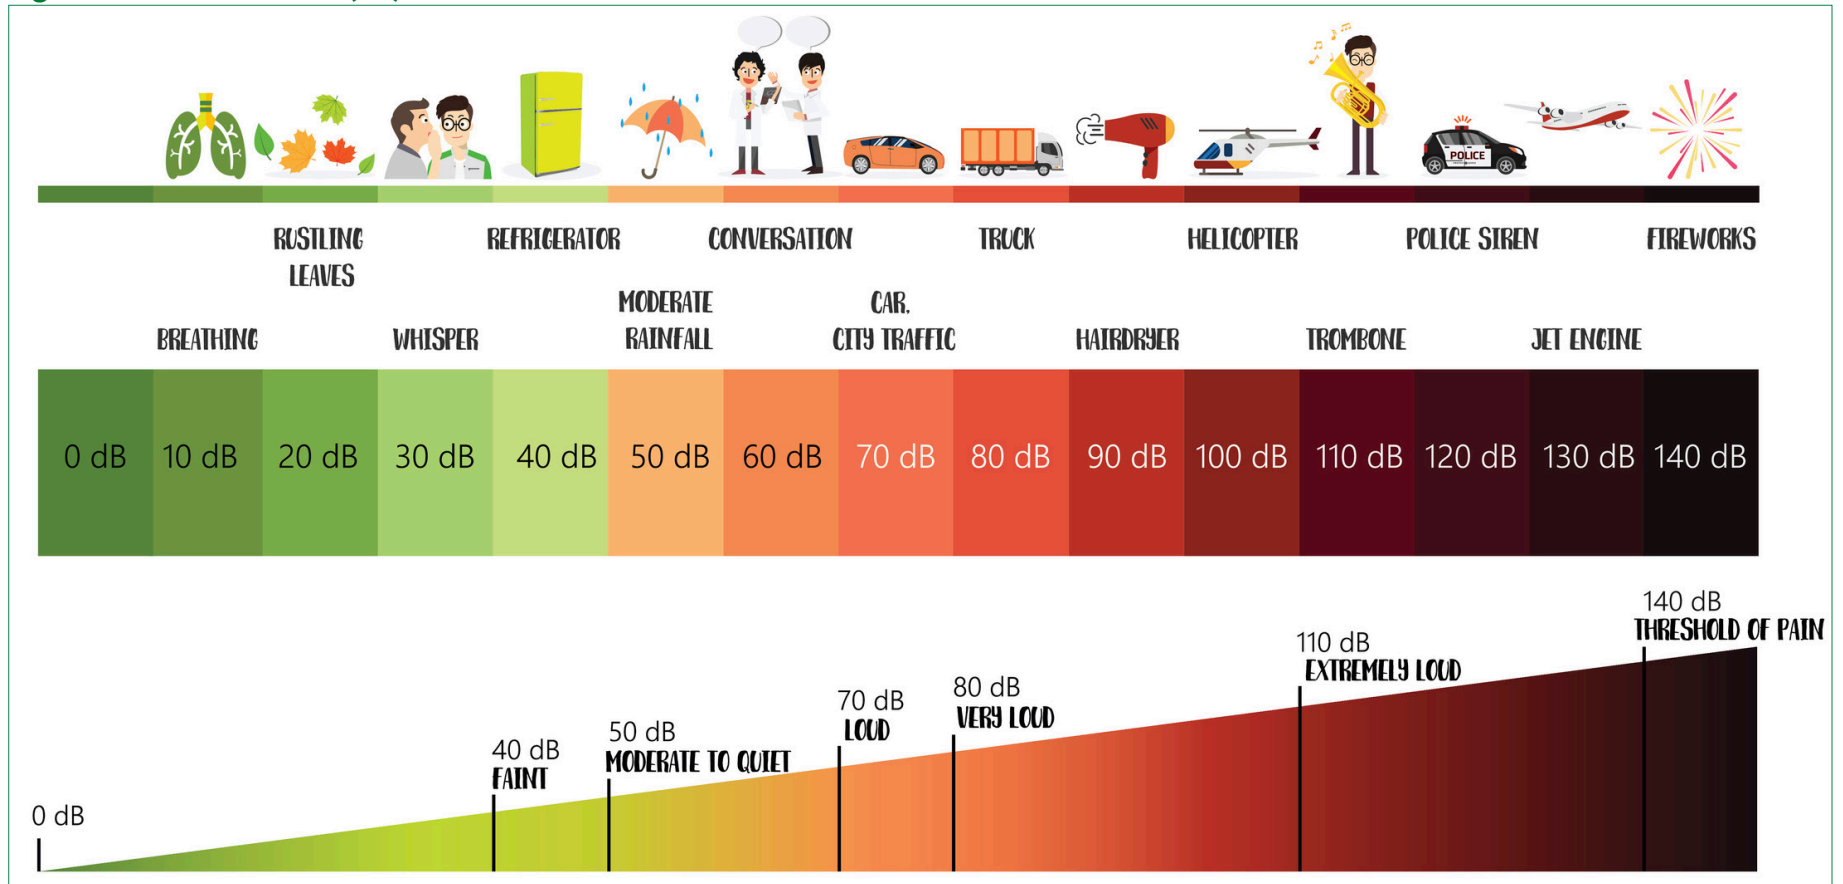 POLICE
RUSTLING
LEAVES
REFRIGERATOR
CONVERSATION
TRUCK
HELICOPTER
POLICE SIREN
FIREWORKS
BREATHING
WHISPER
MODERATE
RAINFALL
CAR,
CITY TRAFFIC
HAIRDRYER
TROMBONE
JET ENGINE
0 dB 10 dB 20 dB 30 dB 40 dB 50 dB 60 dB 70 dB 80 dB 90 dB 100 dB 110 dB 120 dB 130 dB 140 dB
0 dB
40 dB
FAINT
50 dB
MODERATE TO QUIET
70 dB
LOUD
80 dB
VERY LOUD
110 dB
EXTREMELY LOUD
140 dB
THRESHOLD OF PAIN